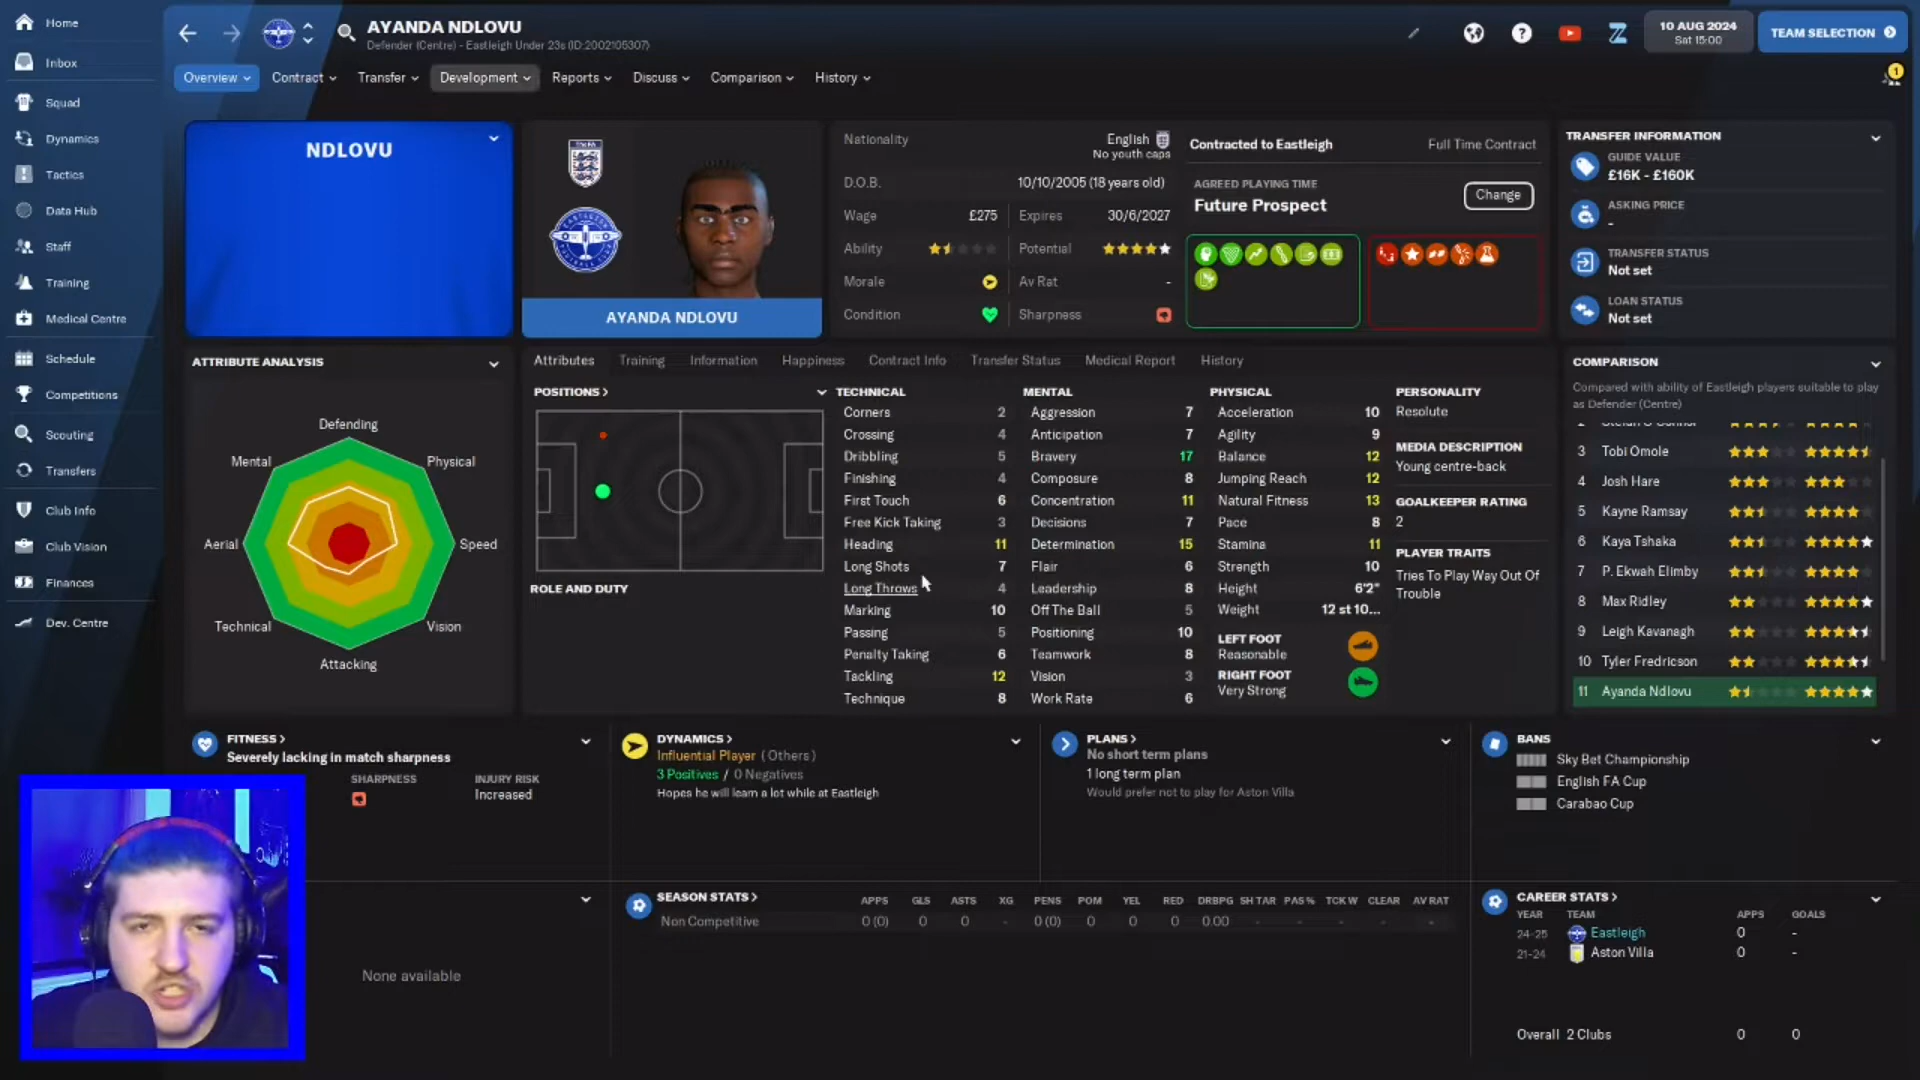 Home
Inbox
Squad
Dynamics
Tactics
Data Hub
Staff
Training
Medical Centre
Schedule
Competitions
Scouting
Transfers
Club Info
Club Vision
Finances
Dev. Centre
AYANDA NDLOVU
Defender (Centre) - Eastleigh Under 23s (ID:2002105307)
10 AUG 2024
Sat 15:00
TEAM SELECTION
Overview
Contract
Transfer
Development
Reports
Discuss
Comparison
History
1
NDLOVU
AYANDA NDLOVU
Nationality English
No youth caps
D.O.B. 10/10/2005 (18 years old)
Wage £275 Expires 30/6/2027
Ability Potential
Morale Av Rat -
Condition Sharpness
Contracted to Eastleigh Full Time Contract
AGREED PLAYING TIME
Future Prospect
Change
TRANSFER INFORMATION
GUIDE VALUE
£16K - £160K
ASKING PRICE
-
TRANSFER STATUS
Not set
LOAN STATUS
Not set
ATTRIBUTE ANALYSIS
Defending
Physical
Speed
Vision
Attacking
Technical
Aerial
Mental
Attributes Training Information Happiness Contract Info Transfer Status Medical Report History
POSITIONS >
ROLE AND DUTY
TECHNICAL
Corners 2
Crossing 4
Dribbling 5
Finishing 4
First Touch 6
Free Kick Taking 3
Heading 11
Long Shots 7
Long Throws 4
Marking 10
Passing 5
Penalty Taking 6
Tackling 12
Technique 8
MENTAL
Aggression 7
Anticipation 7
Bravery 17
Composure 8
Concentration 11
Decisions 7
Determination 15
Flair 6
Leadership 8
Off The Ball 5
Positioning 10
Teamwork 8
Vision 3
Work Rate 6
PHYSICAL
Acceleration 10
Agility 9
Balance 12
Jumping Reach 12
Natural Fitness 13
Pace 8
Stamina 11
Strength 10
Height 6'2"
Weight 12 st 10...
LEFT FOOT
Reasonable
RIGHT FOOT
Very Strong
PERSONALITY
Resolute
MEDIA DESCRIPTION
Young centre-back
GOALKEEPER RATING
2
PLAYER TRAITS
Tries To Play Way Out Of
Trouble
COMPARISON
Compared with ability of Eastleigh players suitable to play
as Defender (Centre)
3 Tobi Omole
4 Josh Hare
5 Kayne Ramsay
6 Kaya Tshaka
7 P. Ekwah Elimby
8 Max Ridley
9 Leigh Kavanagh
10 Tyler Fredricson
11 Ayanda Ndlovu
FITNESS >
Severely lacking in match sharpness
SHARPNESS
INJURY RISK
Increased
DYNAMICS >
Influential Player (Others)
3 Positives / 0 Negatives
Hopes he will learn a lot while at Eastleigh
PLANS >
No short term plans
1 long term plan
Would prefer not to play for Aston Villa
BANS
Sky Bet Championship
English FA Cup
Carabao Cup
None available
SEASON STATS > APPS GLS ASTS XG PENS POM YEL RED DRBPG SH TAR PAS % TCK W CLEAR AV RAT
Non Competitive 0 (0) 0 0 - 0 (0) 0 0 0 0.00 - - - - -
CAREER STATS >
YEAR TEAM APPS GOALS
24-25 Eastleigh 0 -
21-24 Aston Villa 0 -
Overall 2 Clubs 0 0